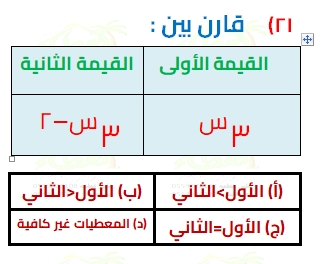 ٢١) قارن بين :
القيمة الأولى القيمة الثانية
٣س ٣س-٢
(أ) الأول>الثاني (ب) الأول<الثاني
(ج) الأول=الثاني (د) المعطيات غير كافية